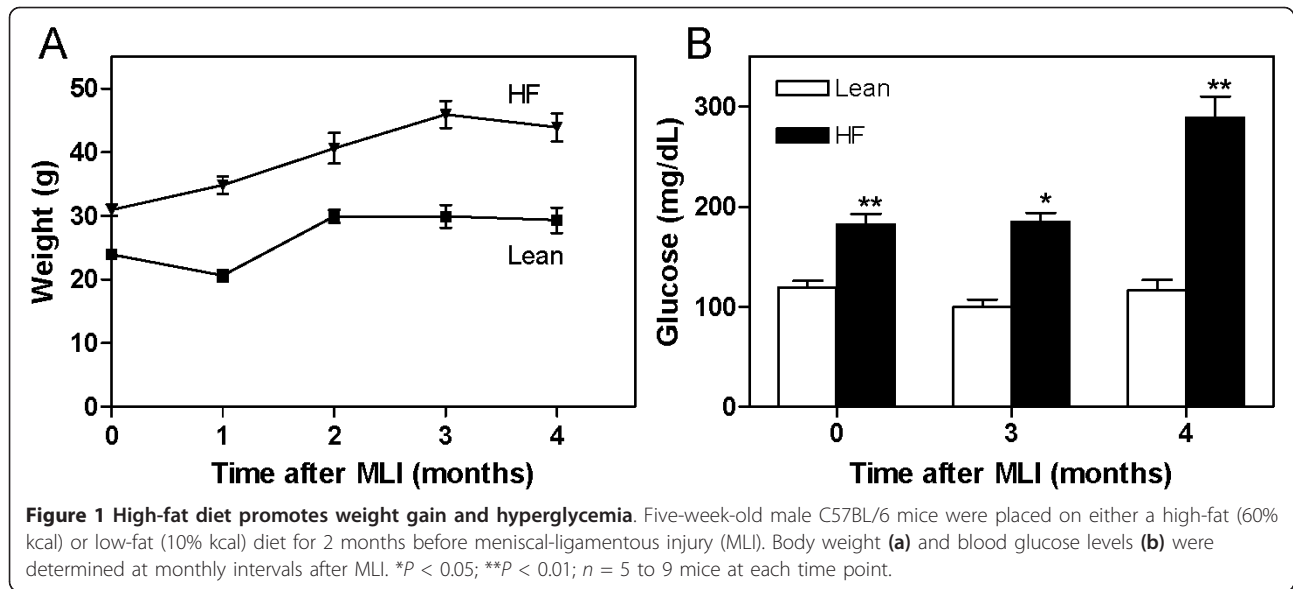 A
B
50
40
30
20
10
0
Weight (g)
HF
Lean
0 1 2 3 4
Time after MLI (months)
Lean
HF
300
200
100
0
Glucose (mg/dL)
** * **
0 3 4
Time after MLI (months)
Figure 1 High-fat diet promotes weight gain and hyperglycemia. Five-week-old male C57BL/6 mice were placed on either a high-fat (60%
kcal) or low-fat (10% kcal) diet for 2 months before meniscal-ligamentous injury (MLI). Body weight (a) and blood glucose levels (b) were
determined at monthly intervals after MLI. *P < 0.05; **P < 0.01; n = 5 to 9 mice at each time point.